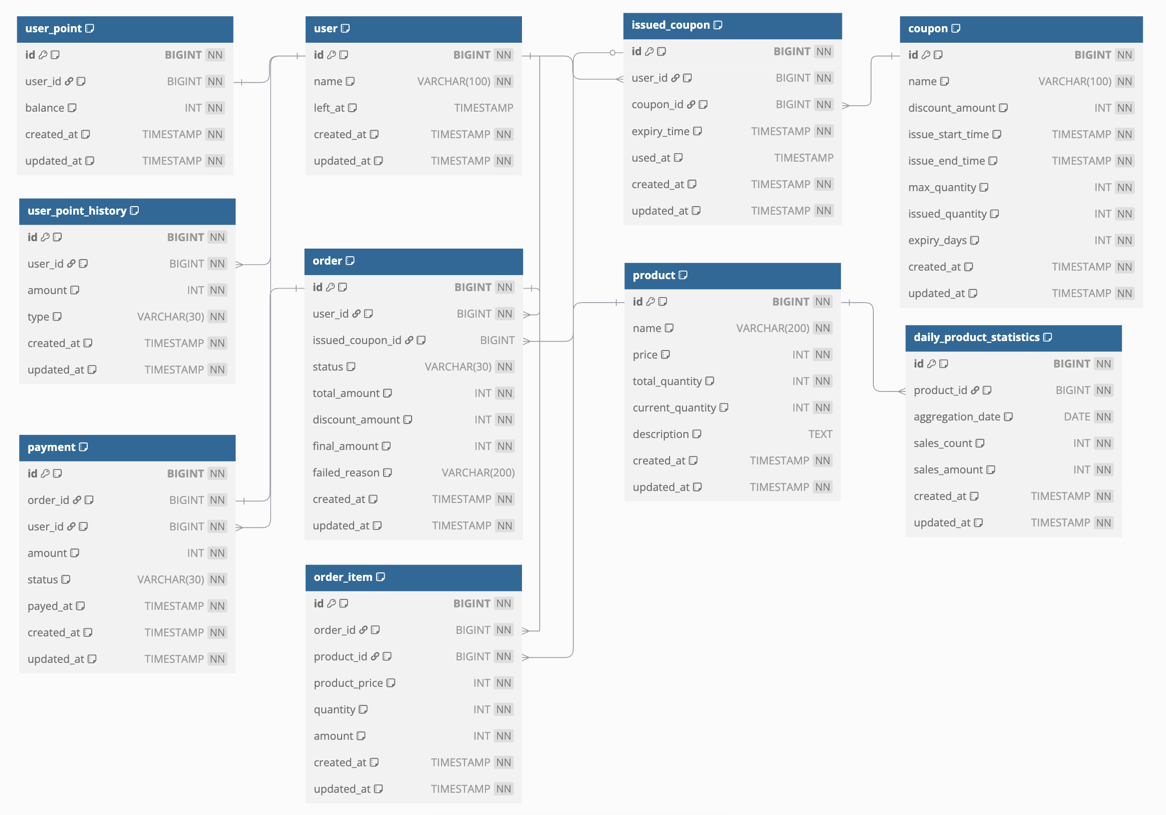 user_point
id BIGINT NN
user_id BIGINT NN
balance INT NN
created_at TIMESTAMP NN
updated_at TIMESTAMP NN
user
id BIGINT NN
name VARCHAR(100) NN
left_at TIMESTAMP
created_at TIMESTAMP NN
updated_at TIMESTAMP NN
issued_coupon
id BIGINT NN
user_id BIGINT NN
coupon_id BIGINT NN
expiry_time TIMESTAMP NN
used_at TIMESTAMP
created_at TIMESTAMP NN
updated_at TIMESTAMP NN
coupon
id BIGINT NN
name VARCHAR(100) NN
discount_amount INT NN
issue_start_time TIMESTAMP NN
issue_end_time TIMESTAMP NN
max_quantity INT NN
issued_quantity INT NN
expiry_days INT NN
created_at TIMESTAMP NN
updated_at TIMESTAMP NN
user_point_history
id BIGINT NN
user_id BIGINT NN
amount INT NN
type VARCHAR(30) NN
created_at TIMESTAMP NN
updated_at TIMESTAMP NN
order
id BIGINT NN
user_id BIGINT NN
issued_coupon_id BIGINT
status VARCHAR(30) NN
total_amount INT NN
discount_amount INT NN
final_amount INT NN
failed_reason VARCHAR(200)
created_at TIMESTAMP NN
updated_at TIMESTAMP NN
product
id BIGINT NN
name VARCHAR(200) NN
price INT NN
total_quantity INT NN
current_quantity INT NN
description TEXT
created_at TIMESTAMP NN
updated_at TIMESTAMP NN
daily_product_statistics
id BIGINT NN
product_id BIGINT NN
aggregation_date DATE NN
sales_count INT NN
sales_amount INT NN
created_at TIMESTAMP NN
updated_at TIMESTAMP NN
payment
id BIGINT NN
order_id BIGINT NN
user_id BIGINT NN
amount INT NN
status VARCHAR(30) NN
payed_at TIMESTAMP NN
created_at TIMESTAMP NN
updated_at TIMESTAMP NN
order_item
id BIGINT NN
order_id BIGINT NN
product_id BIGINT NN
product_price INT NN
quantity INT NN
amount INT NN
created_at TIMESTAMP NN
updated_at TIMESTAMP NN